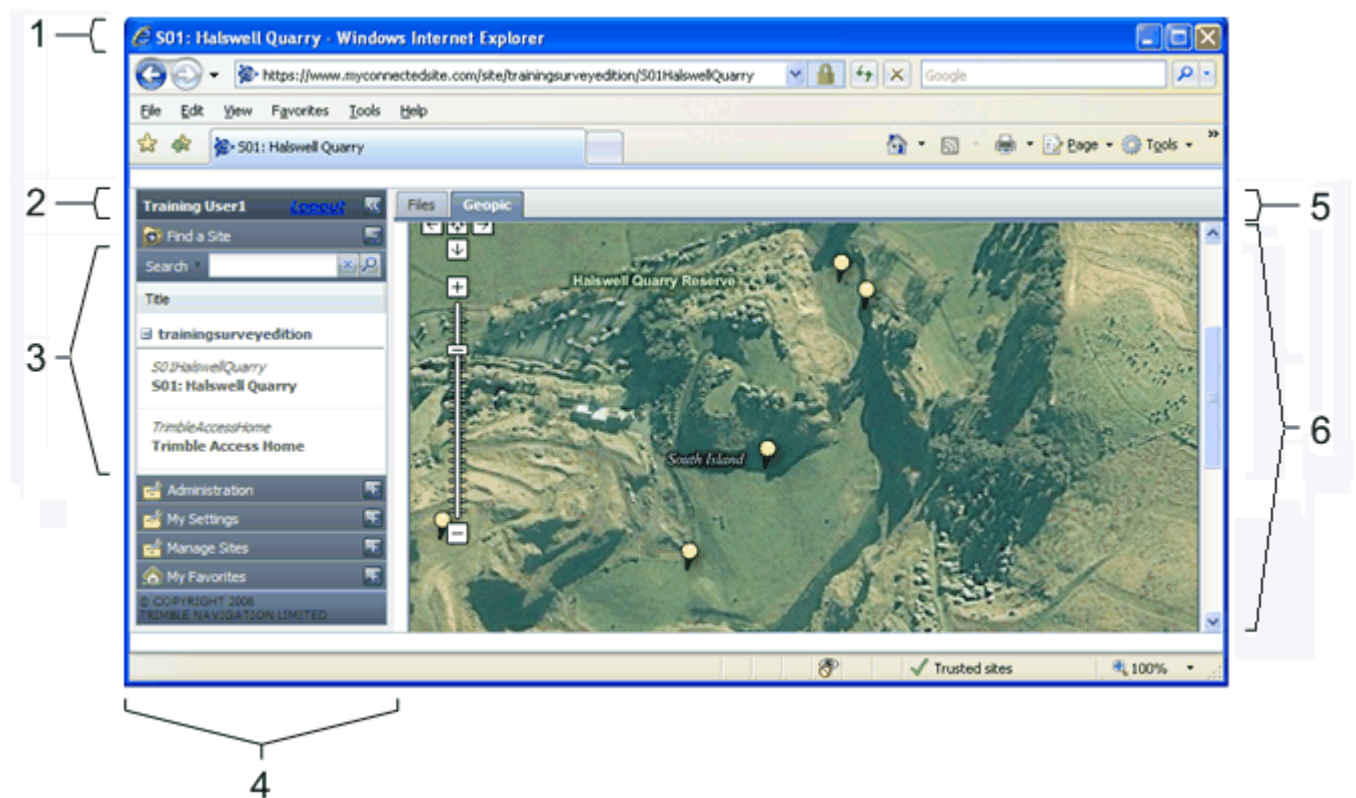 1
S01: Halswell Quarry - Windows Internet Explorer
https://www.myconnectedsite.com/site/trainingsurveyedition/S01HalswellQuarry
Google
File Edit View Favorites Tools Help
S01: Halswell Quarry
Page Tools
2
Training User1 Logout
Files Geopic
5
Find a Site
Search
Title
3
trainingsurveyedition
S01HalswellQuarry
S01: Halswell Quarry
TrimbleAccessHome
Trimble Access Home
Administration
My Settings
Manage Sites
My Favorites
© COPYRIGHT 2008
TRIMBLE NAVIGATION LIMITED
Halswell Quarry Reserve
South Island
6
Trusted sites 100%
4